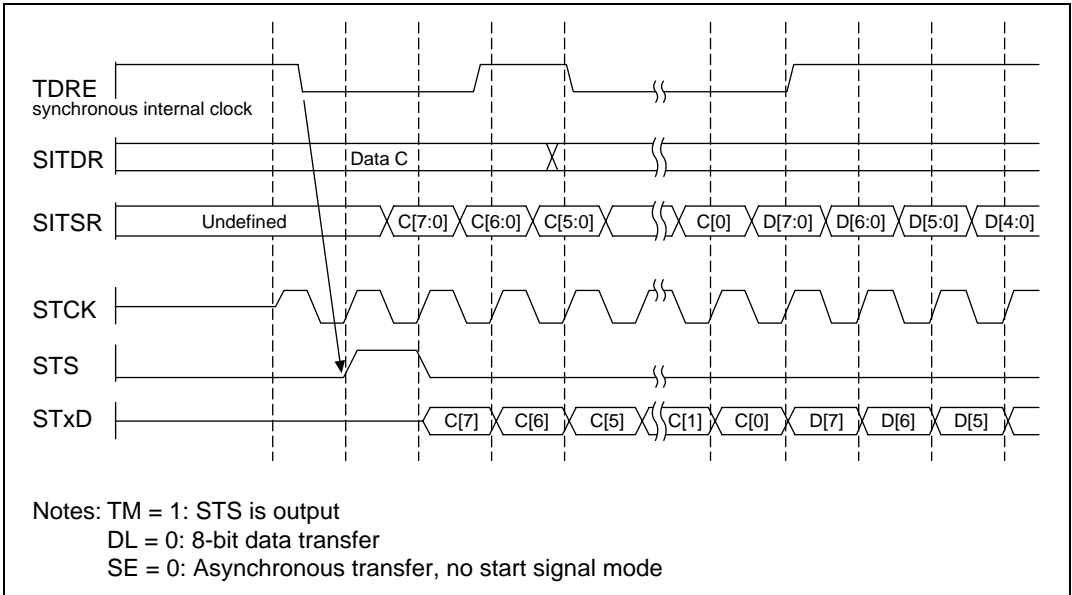 TDRE
synchronous internal clock
SITDR Data C
SITSR Undefined C[7:0] C[6:0] C[5:0] C[0] D[7:0] D[6:0] D[5:0] D[4:0]
STCK
STS
STxD C[7] C[6] C[5] C[1] C[0] D[7] D[6] D[5]
Notes: TM = 1: STS is output
DL = 0: 8-bit data transfer
SE = 0: Asynchronous transfer, no start signal mode